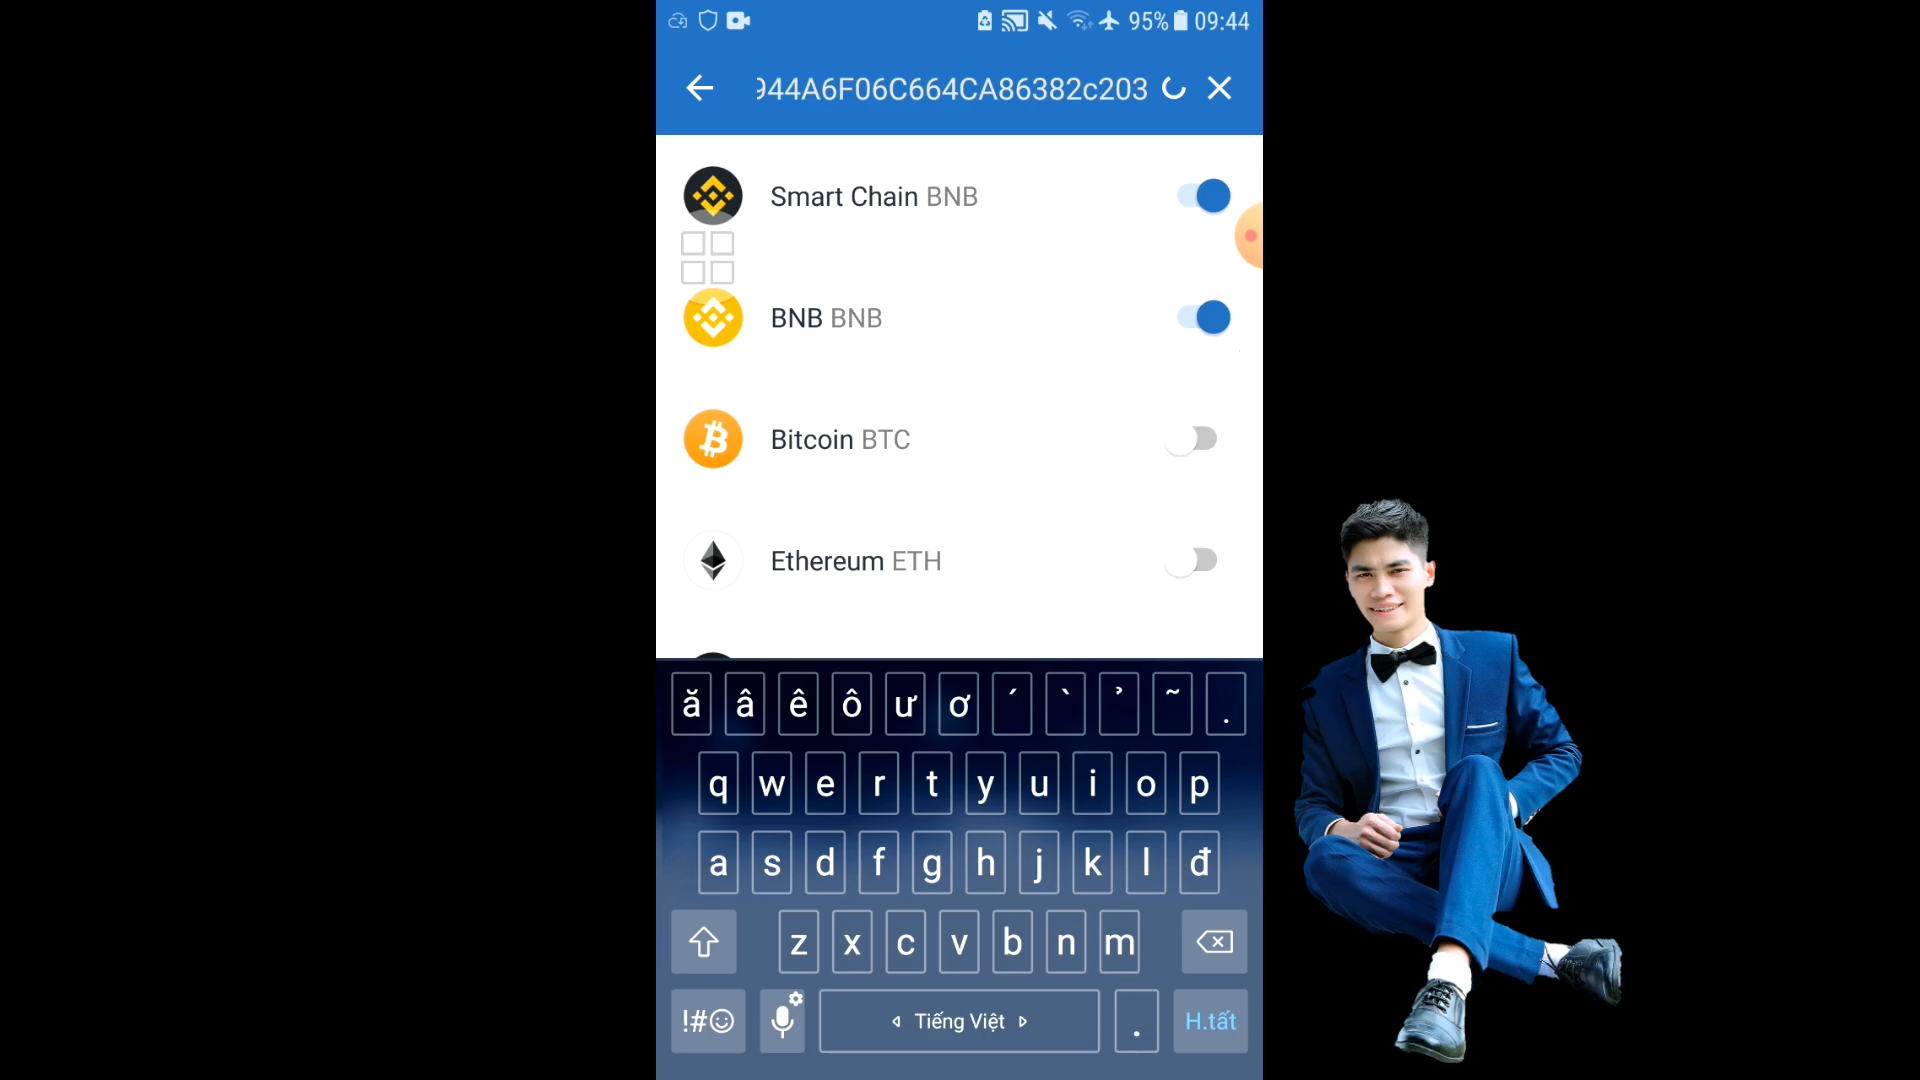 95% 09:44
944A6F06C664CA86382c203
Smart Chain BNB
BNB BNB
Bitcoin BTC
Ethereum ETH
ă â ê ô ư ơ ´ ` ̉ ~ .
q w e r t y u i o p
a s d f g h j k l đ
z x c v b n m
!#☺ Tiếng Việt . H.tất